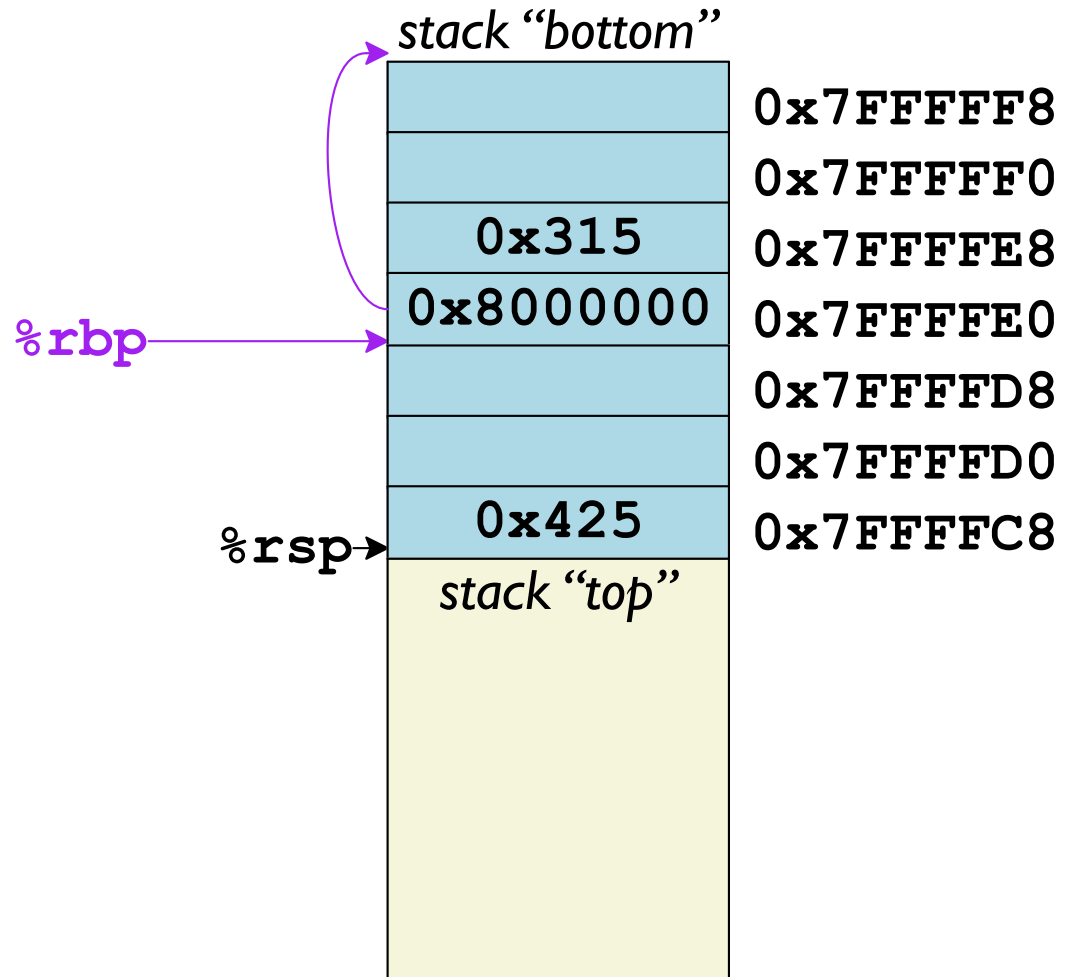 stack “bottom”
0x7FFFFF8
0x7FFFFF0
0x315 0x7FFFFE8
0x8000000 0x7FFFFE0
%rbp
0x7FFFFD8
0x7FFFFD0
0x425 0x7FFFFC8
%rsp
stack “top”